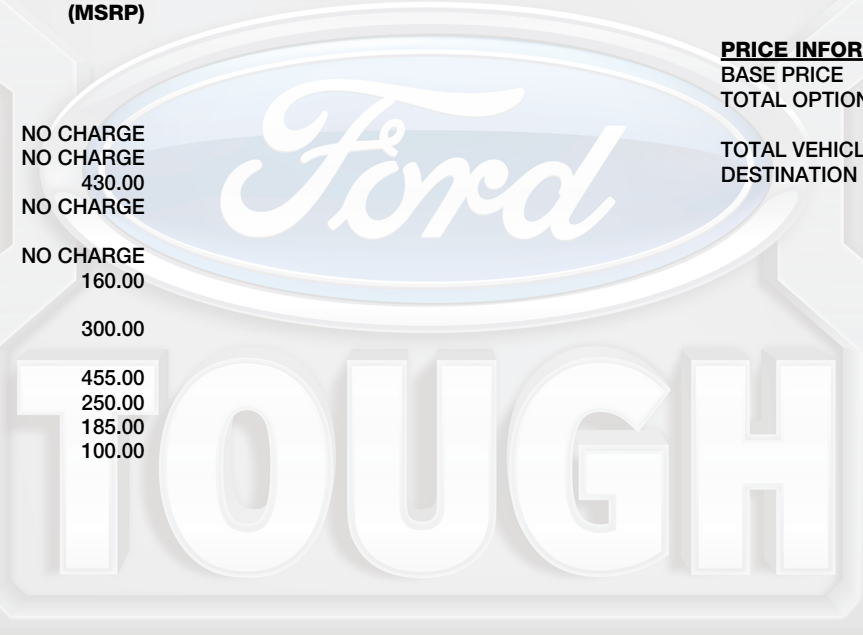 (MSRP)
NO CHARGE
NO CHARGE
430.00
NO CHARGE
NO CHARGE
160.00
300.00
455.00
250.00
185.00
100.00
PRICE INFOR
BASE PRICE
TOTAL OPTION
TOTAL VEHICL
DESTINATION
Ford
TOUGH